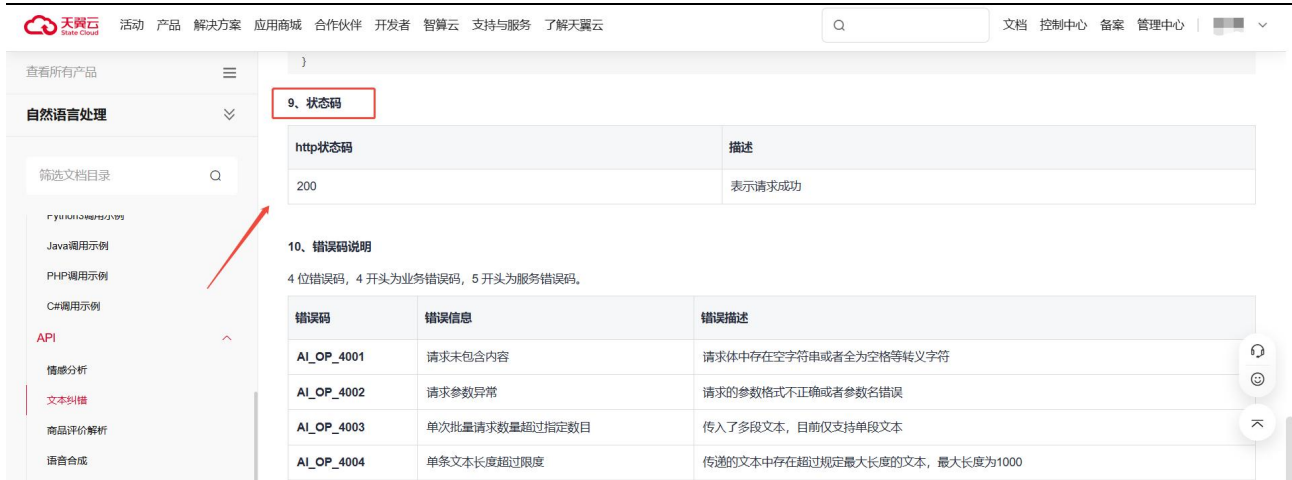 天翼云
State Cloud
活动 产品 解决方案 应用商城 合作伙伴 开发者 智算云 支持与服务 了解天翼云
文档 控制中心 备案 管理中心
查看所有产品
自然语言处理
筛选文档目录
Python3调用示例
Java调用示例
PHP调用示例
C#调用示例
API
情感分析
文本纠错
商品评价解析
语音合成
}
9、状态码
http状态码 描述
200 表示请求成功
10、错误码说明
4 位错误码，4 开头为业务错误码，5 开头为服务错误码。
错误码 错误信息 错误描述
AI_OP_4001 请求未包含内容 请求体中存在空字符串或者全为空格等转义字符
AI_OP_4002 请求参数异常 请求的参数格式不正确或者参数名错误
AI_OP_4003 单次批量请求数量超过指定数目 传入了多段文本，目前仅支持单段文本
AI_OP_4004 单条文本长度超过限度 传递的文本中存在超过规定最大长度的文本，最大长度为1000